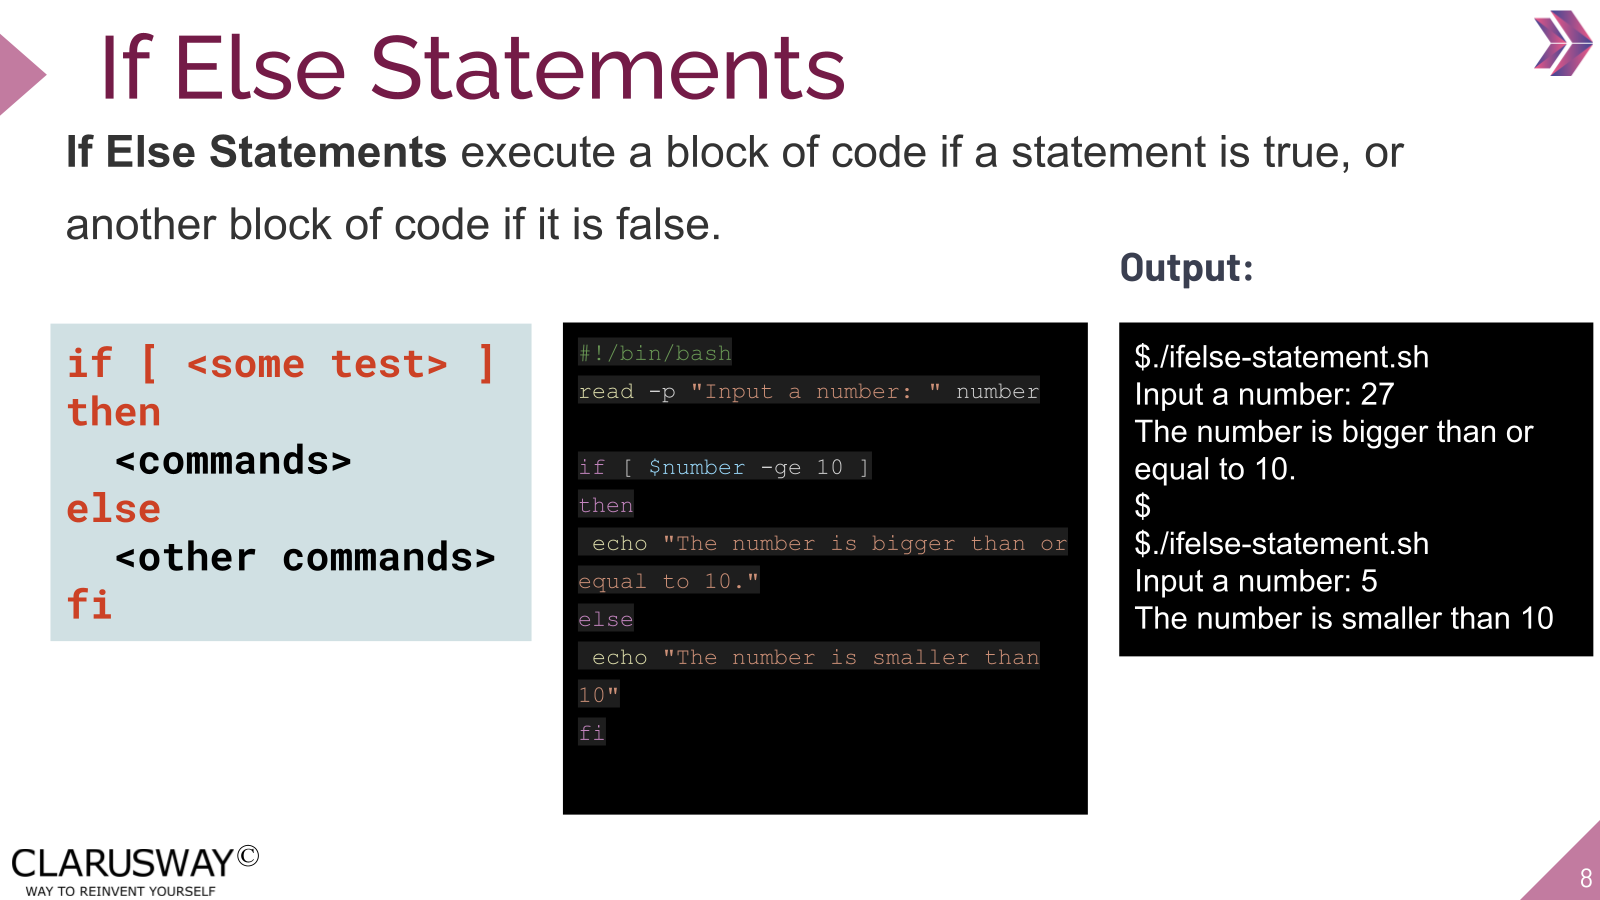 If Else Statements
If Else Statements execute a block of code if a statement is true, or
another block of code if it is false.
Output:
if [ <some test> ]
then
  <commands>
else
  <other commands>
fi
#!/bin/bash
read -p "Input a number: " number

if [ $number -ge 10 ]
then
 echo "The number is bigger than or
equal to 10."
else
 echo "The number is smaller than
10"
fi
$./ifelse-statement.sh
Input a number: 27
The number is bigger than or
equal to 10.
$
$./ifelse-statement.sh
Input a number: 5
The number is smaller than 10
CLARUSWAY©
WAY TO REINVENT YOURSELF
8